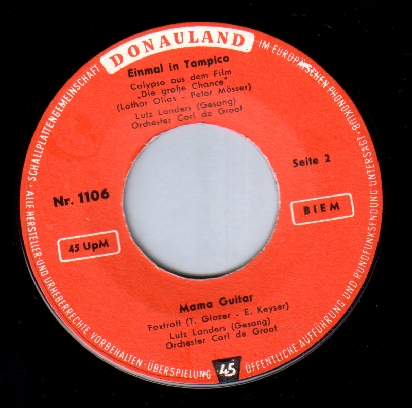 DONAULAND
Einmal in Tampico
Calypso aus dem Film
"Die große Chance"
(Lothar Olias - Peter Mösser)
Lutz Landers (Gesang)
Orchester Carl de Groof
Nr. 1106
Seite 2
45 UpM
BIEM
Mama Guitar
Foxtrott (T. Glazer - E. Keyser)
Lutz Landers (Gesang)
Orchester Carl de Groof
45
SCHALLPLATTENGEMEINSCHAFT
IM EUROPÄISCHEN PHONOKLUB ·
· ALLE HERSTELLER- UND URHEBERRECHTE VORBEHALTEN · ÜBERSPIELUNG
ÖFFENTLICHE AUFFÜHRUNG UND RUNDFUNKSENDUNG UNTERSAGT ·